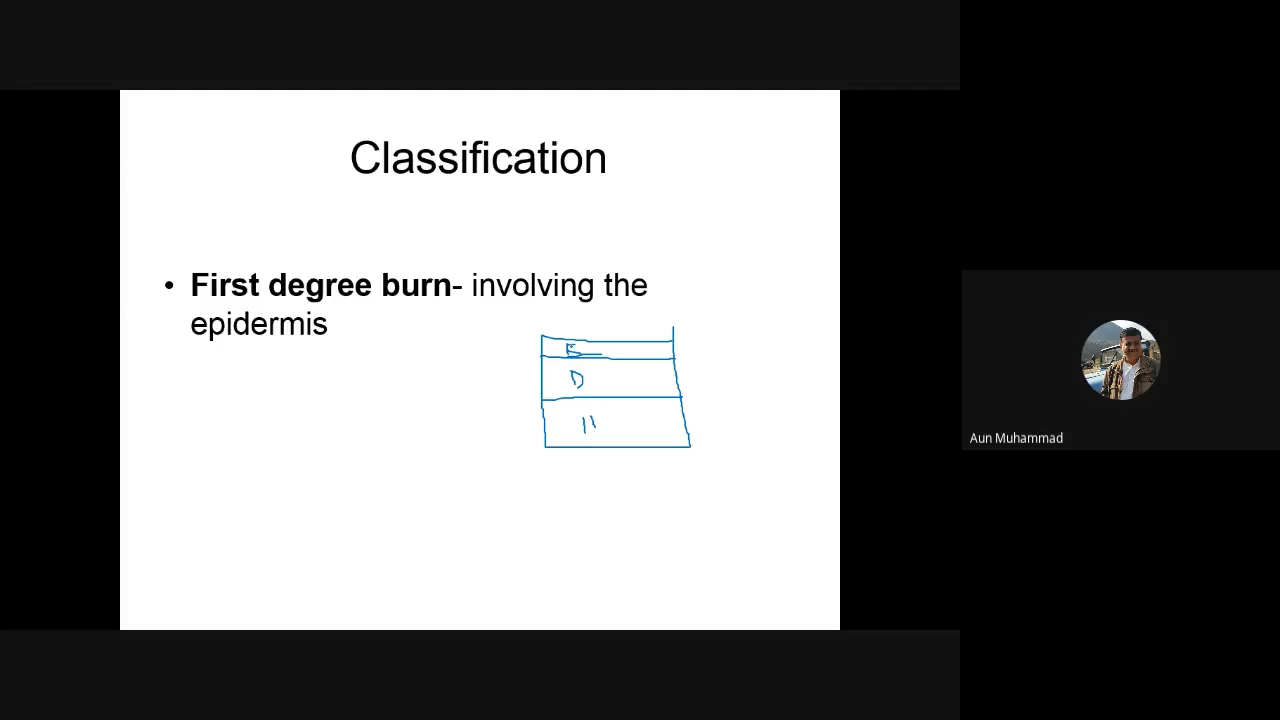 Classification
• First degree burn- involving the
epidermis
E
D
Aun Muhammad